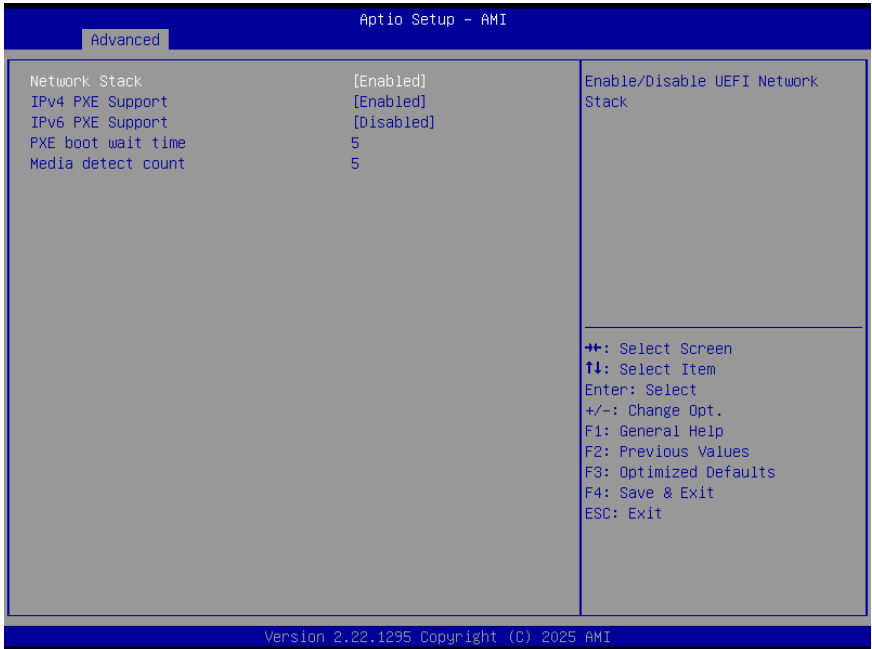 Aptio Setup – AMI
Advanced
Network Stack [Enabled]
IPv4 PXE Support [Enabled]
IPv6 PXE Support [Disabled]
PXE boot wait time 5
Media detect count 5
Enable/Disable UEFI Network
Stack
→←: Select Screen
↑↓: Select Item
Enter: Select
+/-: Change Opt.
F1: General Help
F2: Previous Values
F3: Optimized Defaults
F4: Save & Exit
ESC: Exit
Version 2.22.1295 Copyright (C) 2025 AMI